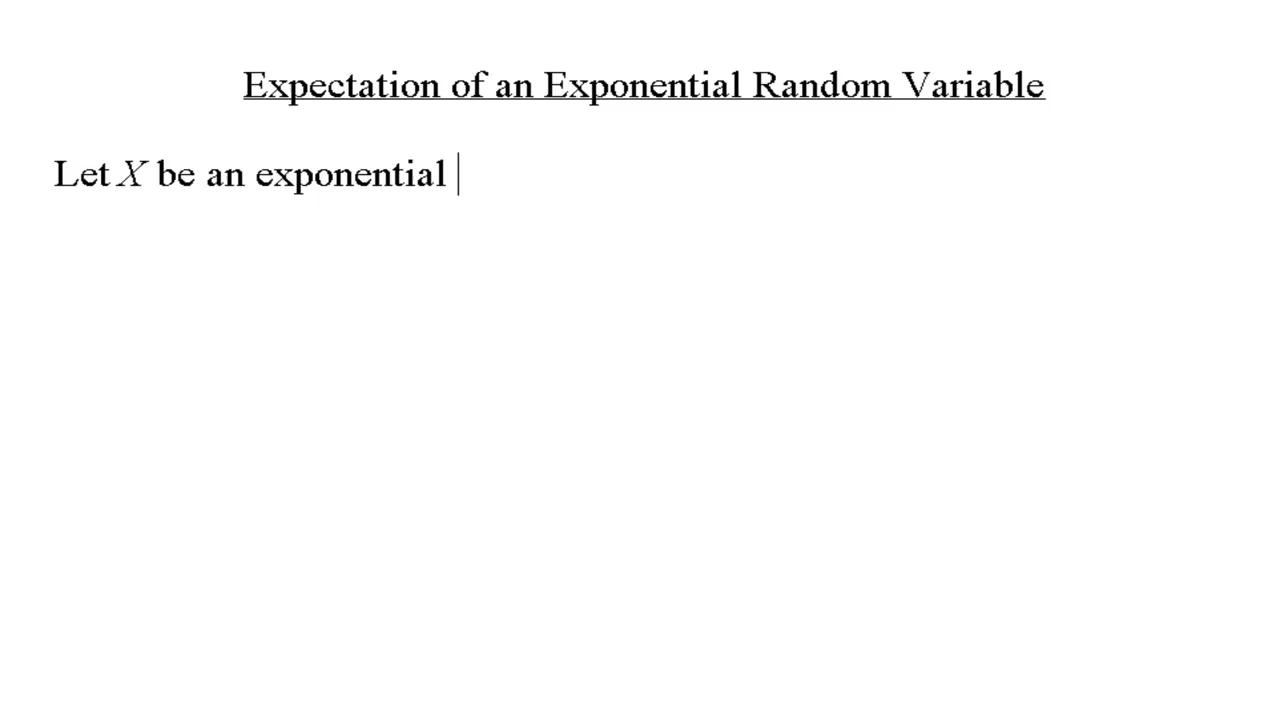 Expectation of an Exponential Random Variable
Let X be an exponential